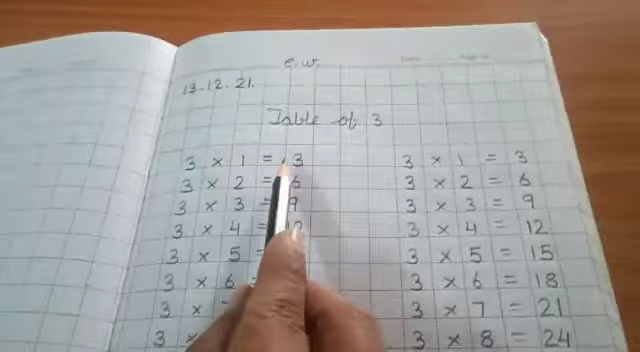 C.W.
13.12.21.
Table of 3
3 × 1 = 3
3 × 2 = 6
3 × 3 = 9
3 × 4 =
3 × 5 =
3 × 6
3 ×
3 ×
3 × 1 = 3
3 × 2 = 6
3 × 3 = 9
3 × 4 = 12
3 × 5 = 15
3 × 6 = 18
3 × 7 = 21
3 × 8 = 24